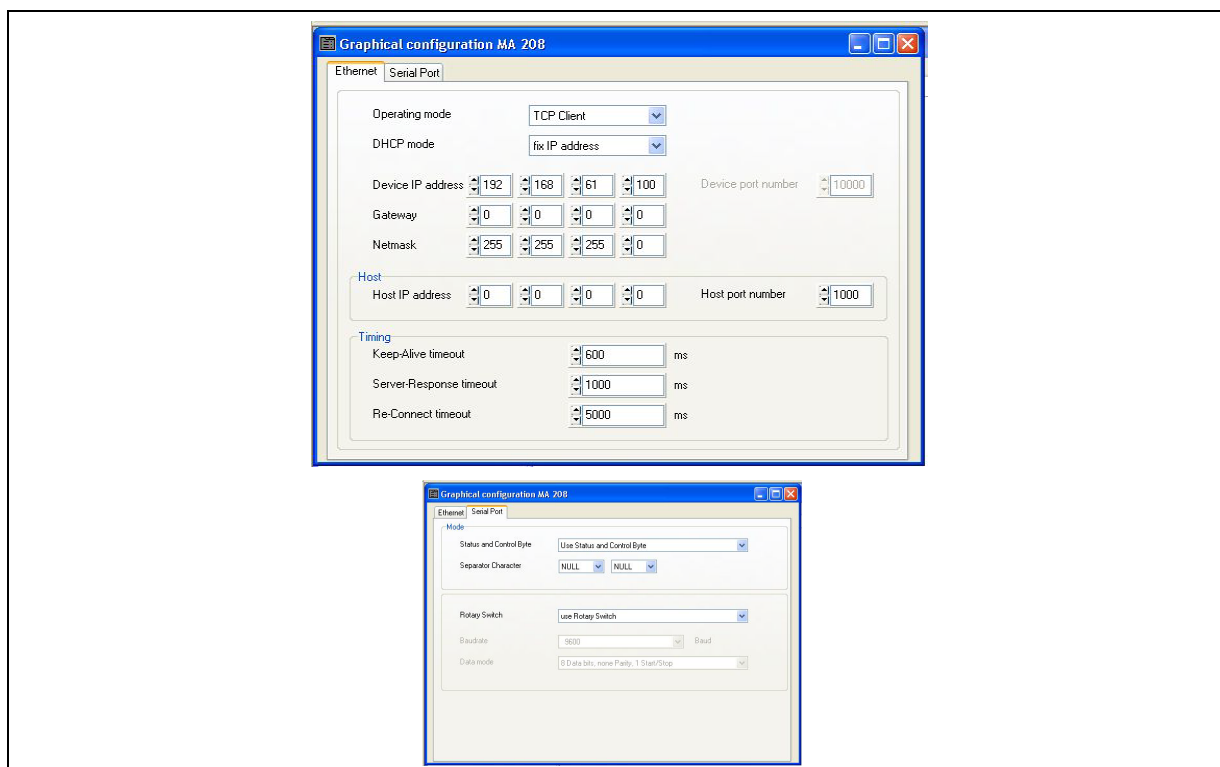 Graphical configuration MA 208
Ethernet Serial Port
Operating mode TCP Client
DHCP mode fix IP address
Device IP address 192 168 61 100 Device port number 10000
Gateway 0 0 0 0
Netmask 255 255 255 0
Host
Host IP address 0 0 0 0 Host port number 1000
Timing
Keep-Alive timeout 600 ms
Server-Response timeout 1000 ms
Re-Connect timeout 5000 ms
Graphical configuration MA 208
Ethernet Serial Port
Mode
Status and Control Byte Use Status and Control Byte
Separator Character NULL NULL
Rotary Switch use Rotary Switch
Baudrate 9600 Baud
Data mode 8 Data bits, none Parity, 1 Start/Stop